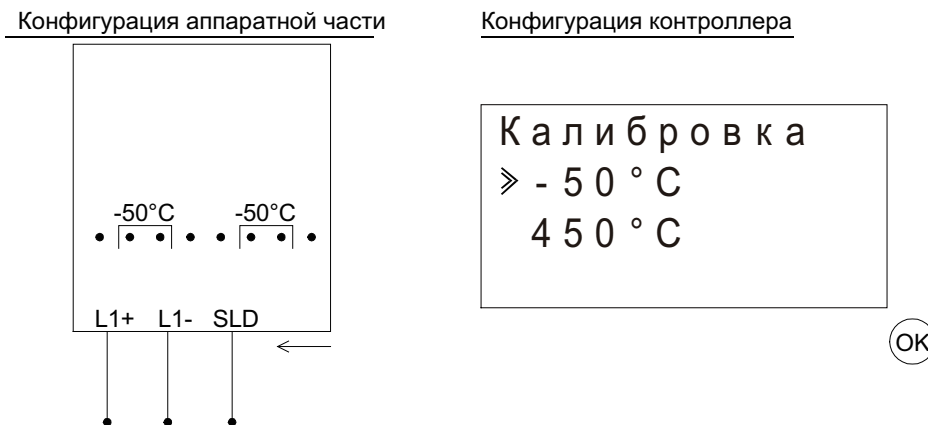 Конфигурация аппаратной части
-50°C -50°C
L1+ L1- SLD
Конфигурация контроллера
Калибровка
-50°C
450°C
OK